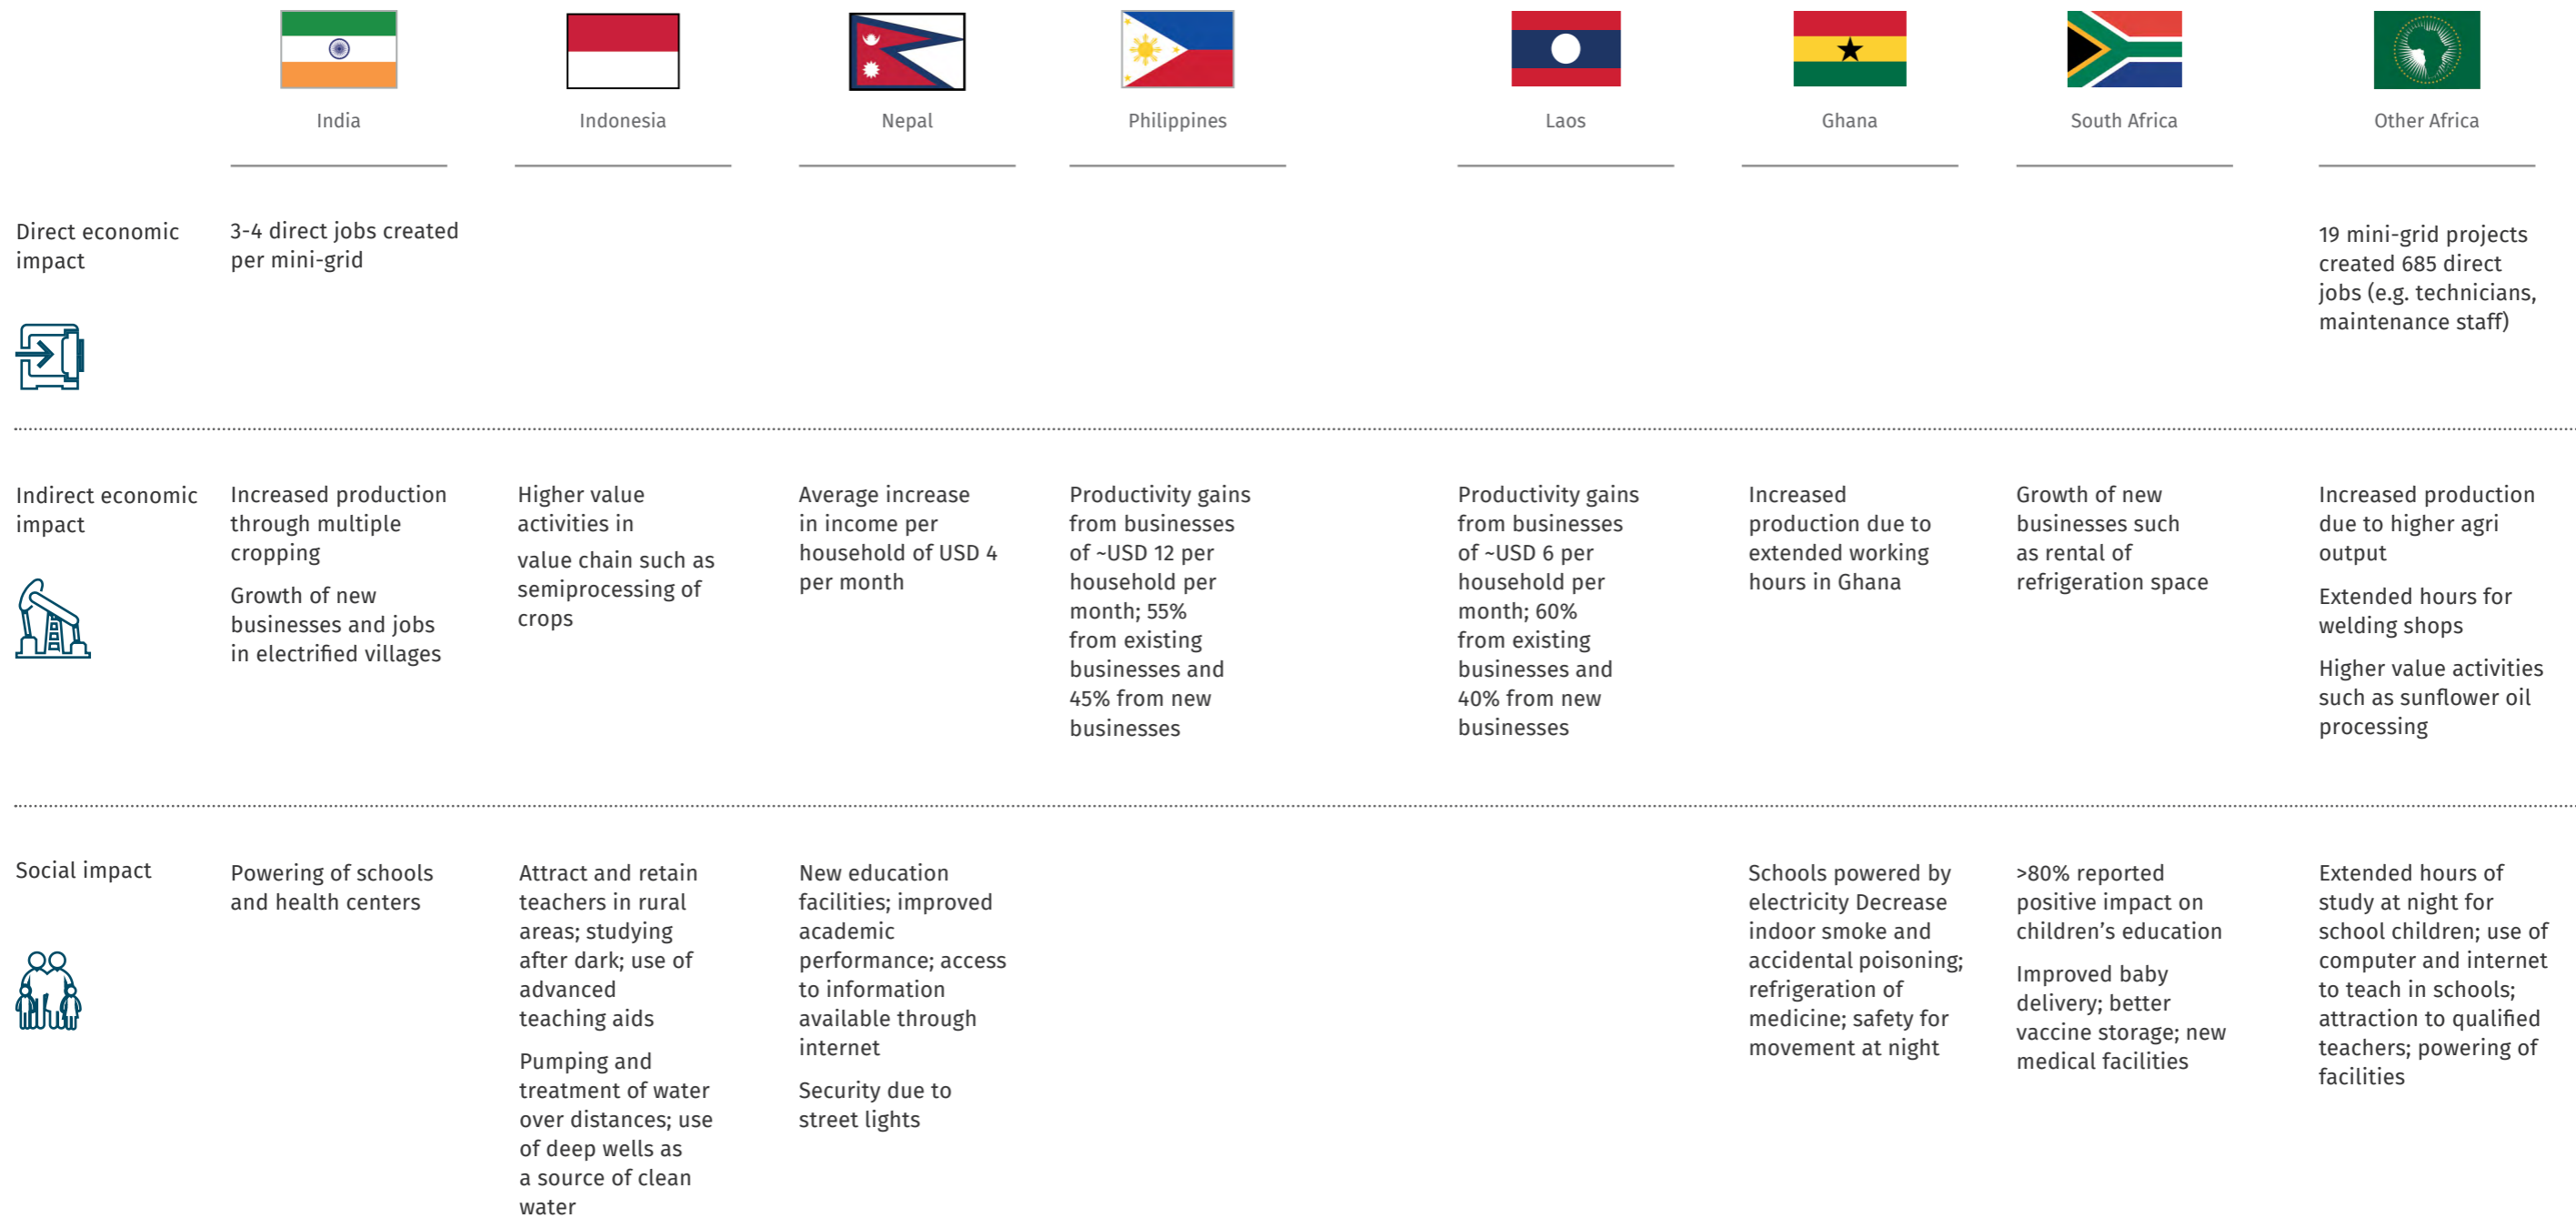 India
Indonesia
Nepal
Philippines
Laos
Ghana
South Africa
Other Africa
Direct economic
impact
3-4 direct jobs created
per mini-grid
19 mini-grid projects
created 685 direct
jobs (e.g. technicians,
maintenance staff)
Indirect economic
impact
Increased production
through multiple
cropping
Growth of new
businesses and jobs
in electrified villages
Higher value
activities in
value chain such as
semiprocessing of
crops
Average increase
in income per
household of USD 4
per month
Productivity gains
from businesses
of ~USD 12 per
household per
month; 55%
from existing
businesses and
45% from new
businesses
Productivity gains
from businesses
of ~USD 6 per
household per
month; 60%
from existing
businesses and
40% from new
businesses
Increased
production due to
extended working
hours in Ghana
Growth of new
businesses such
as rental of
refrigeration space
Increased production
due to higher agri
output
Extended hours for
welding shops
Higher value activities
such as sunflower oil
processing
Social impact
Powering of schools
and health centers
Attract and retain
teachers in rural
areas; studying
after dark; use of
advanced
teaching aids
Pumping and
treatment of water
over distances; use
of deep wells as
a source of clean
water
New education
facilities; improved
academic
performance; access
to information
available through
internet
Security due to
street lights
Schools powered by
electricity Decrease
indoor smoke and
accidental poisoning;
refrigeration of
medicine; safety for
movement at night
>80% reported
positive impact on
children’s education
Improved baby
delivery; better
vaccine storage; new
medical facilities
Extended hours of
study at night for
school children; use of
computer and internet
to teach in schools;
attraction to qualified
teachers; powering of
facilities